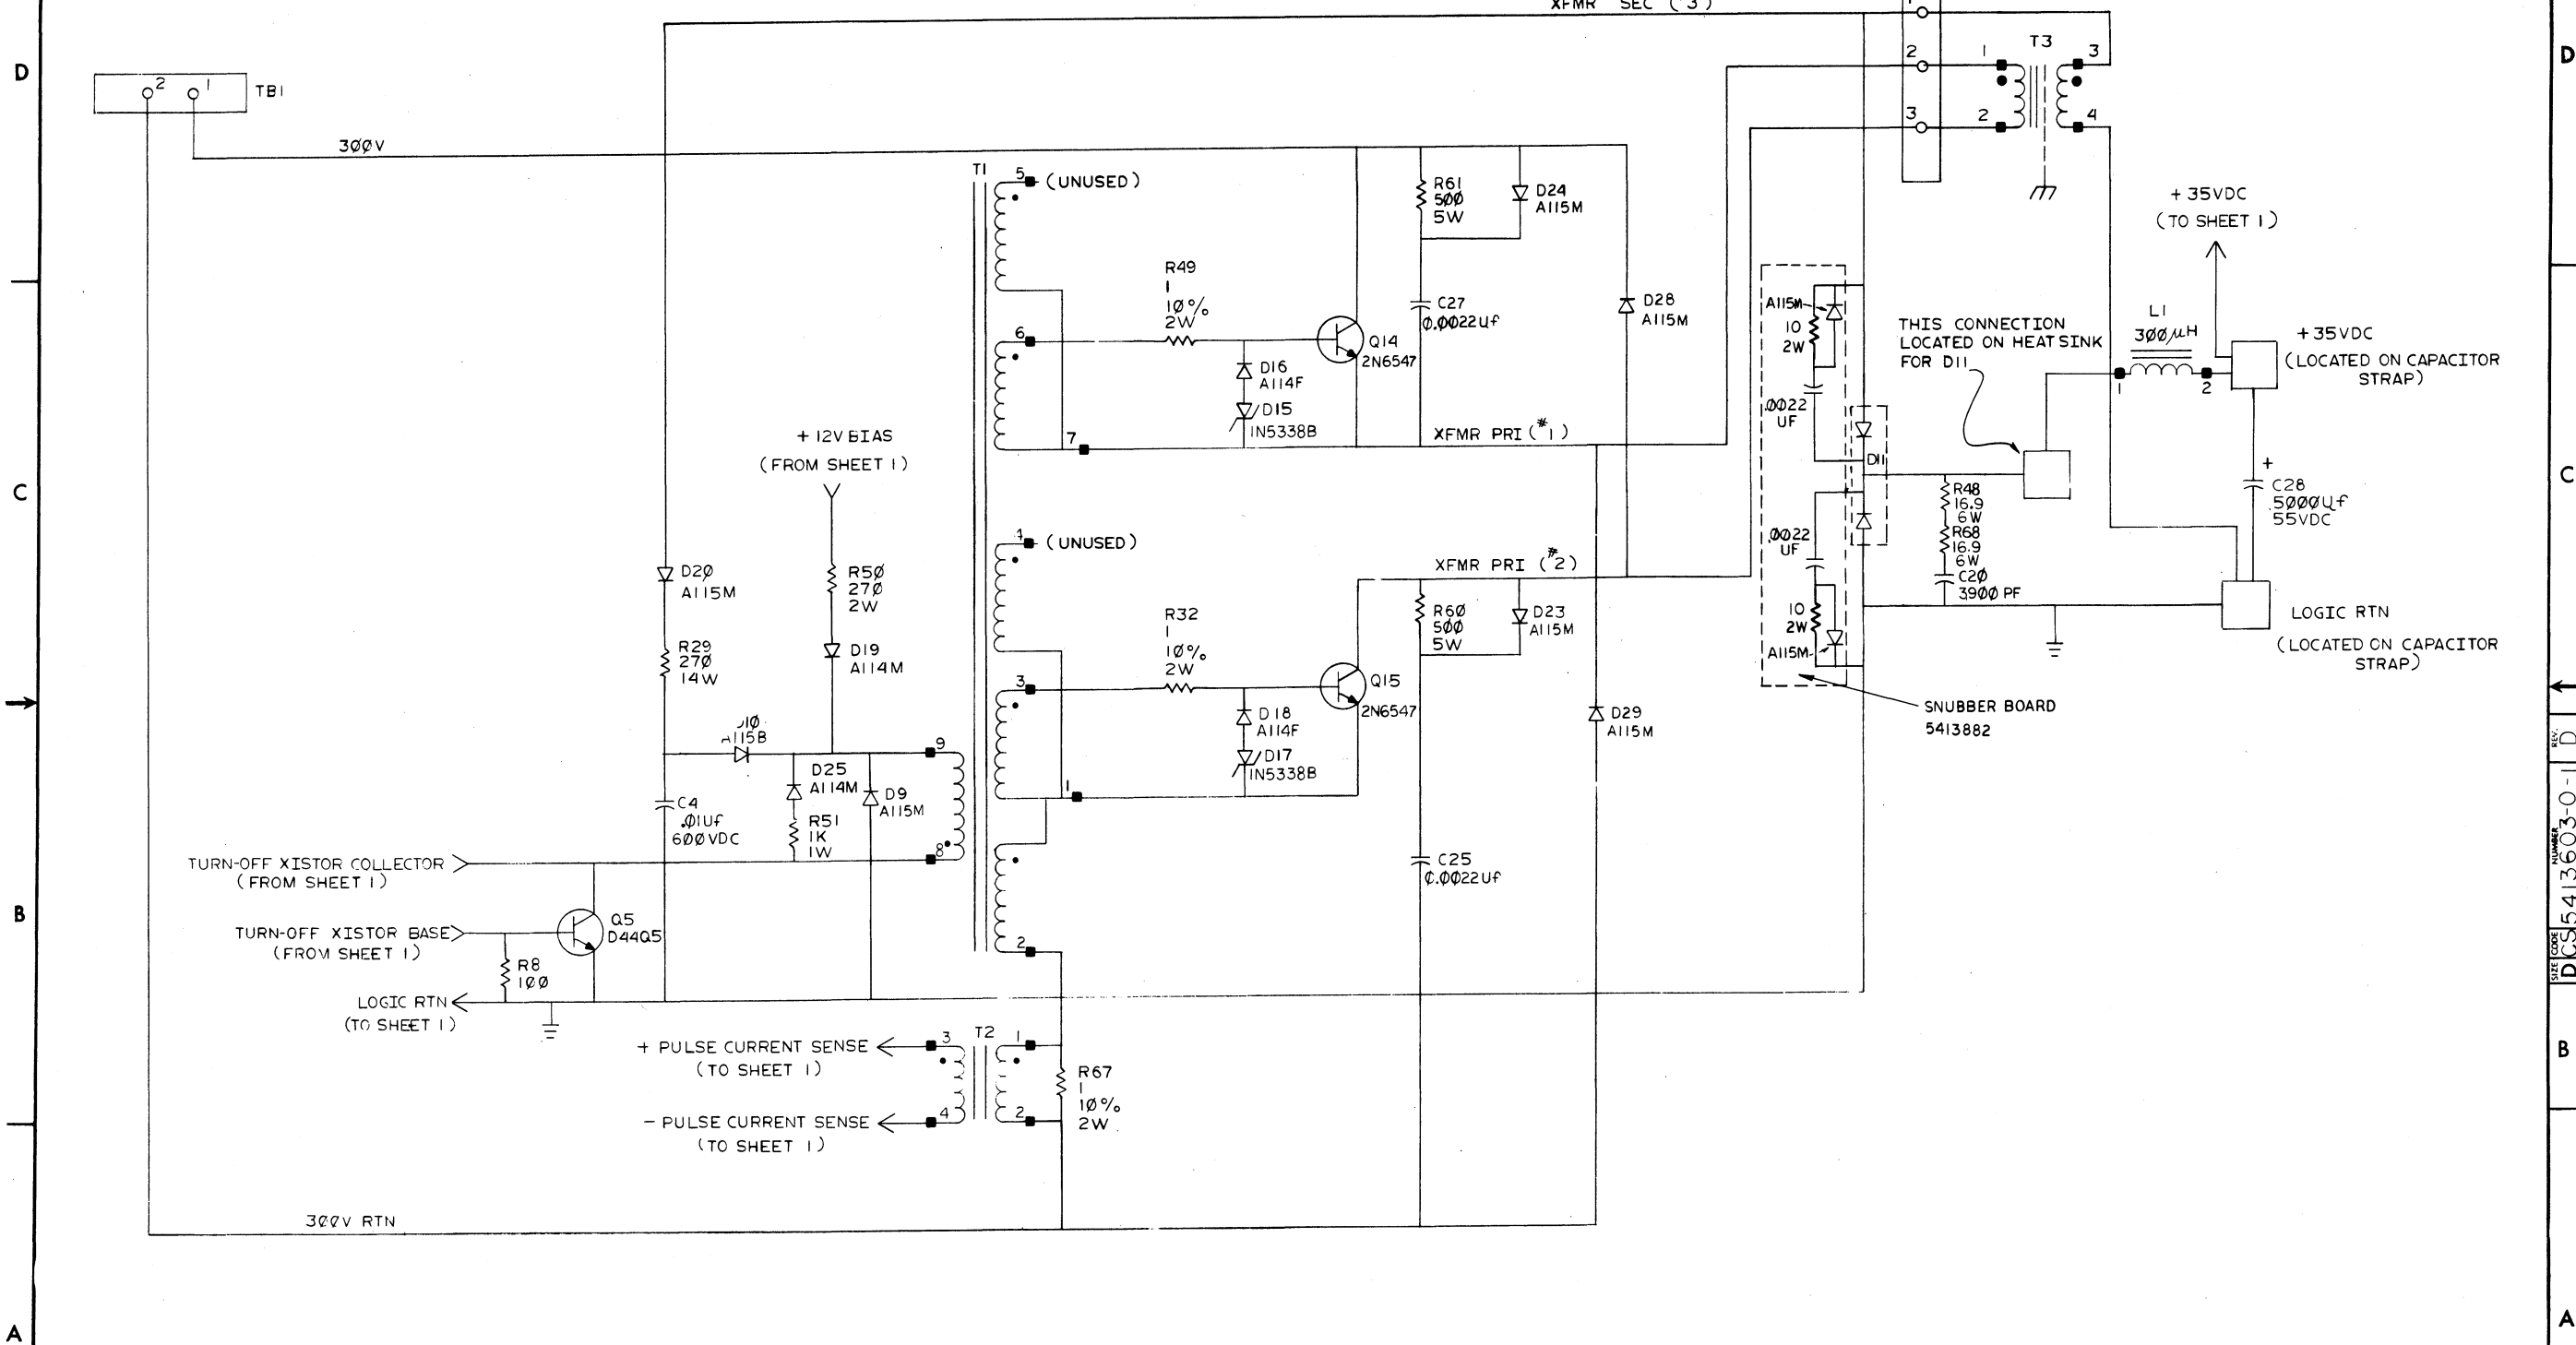 XFMR SEC (3)
D
D
2
1
TB1
300V
1
2
3
1
2
T3
3
4
T1
5
(UNUSED)
R61
500
5W
D24
A115M
+35VDC
(TO SHEET 1)
R49
1
10%
2W
C27
0.0022Uf
D28
A115M
A115M
10
2W
THIS CONNECTION
LOCATED ON HEATSINK
FOR D11
L1
300µH
1
2
+35VDC
(LOCATED ON CAPACITOR
STRAP)
6
Q14
2N6547
D16
A114F
D15
1N5338B
.0022
UF
7
XFMR PRI (#1)
+12V BIAS
(FROM SHEET 1)
D11
C
C
R48
16.9
6W
R68
16.9
6W
C20
3900 PF
+
C28
5000Uf
55VDC
4
(UNUSED)
XFMR PRI (#2)
.0022
UF
10
2W
A115M
D20
A115M
R50
270
2W
R32
1
10%
2W
R60
500
5W
D23
A115M
LOGIC RTN
(LOCATED ON CAPACITOR
STRAP)
R29
270
14W
D19
A114M
3
Q15
2N6547
D18
A114F
D17
1N5338B
D29
A115M
SNUBBER BOARD
5413882
D10
A115B
9
D25
A114M
D9
A115M
1
C4
.01Uf
600VDC
R51
1K
1W
8
TURN-OFF XISTOR COLLECTOR
(FROM SHEET 1)
C25
0.0022Uf
B
TURN-OFF XISTOR BASE
(FROM SHEET 1)
Q5
D44Q5
R8
100
2
LOGIC RTN
(TO SHEET 1)
+ PULSE CURRENT SENSE
(TO SHEET 1)
3
T2
1
R67
1
10%
2W
B
- PULSE CURRENT SENSE
(TO SHEET 1)
4
2
300V RTN
A
A
SIZE
D
CODE
CS
NUMBER
5413603-0-1
REV.
D